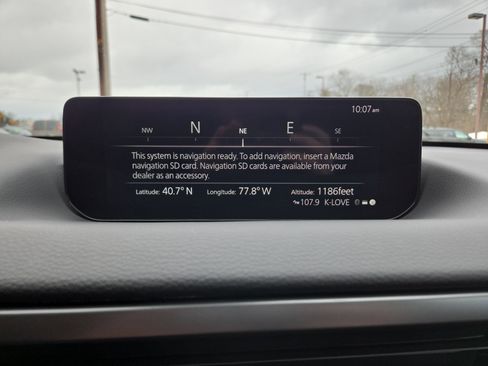 10:07 am
NW N NE E SE
This system is navigation ready. To add navigation, insert a Mazda
navigation SD card. Navigation SD cards are available from your
dealer as an accessory.
Latitude: 40.7° N Longitude: 77.8° W Altitude: 1186feet
107.9 K-LOVE